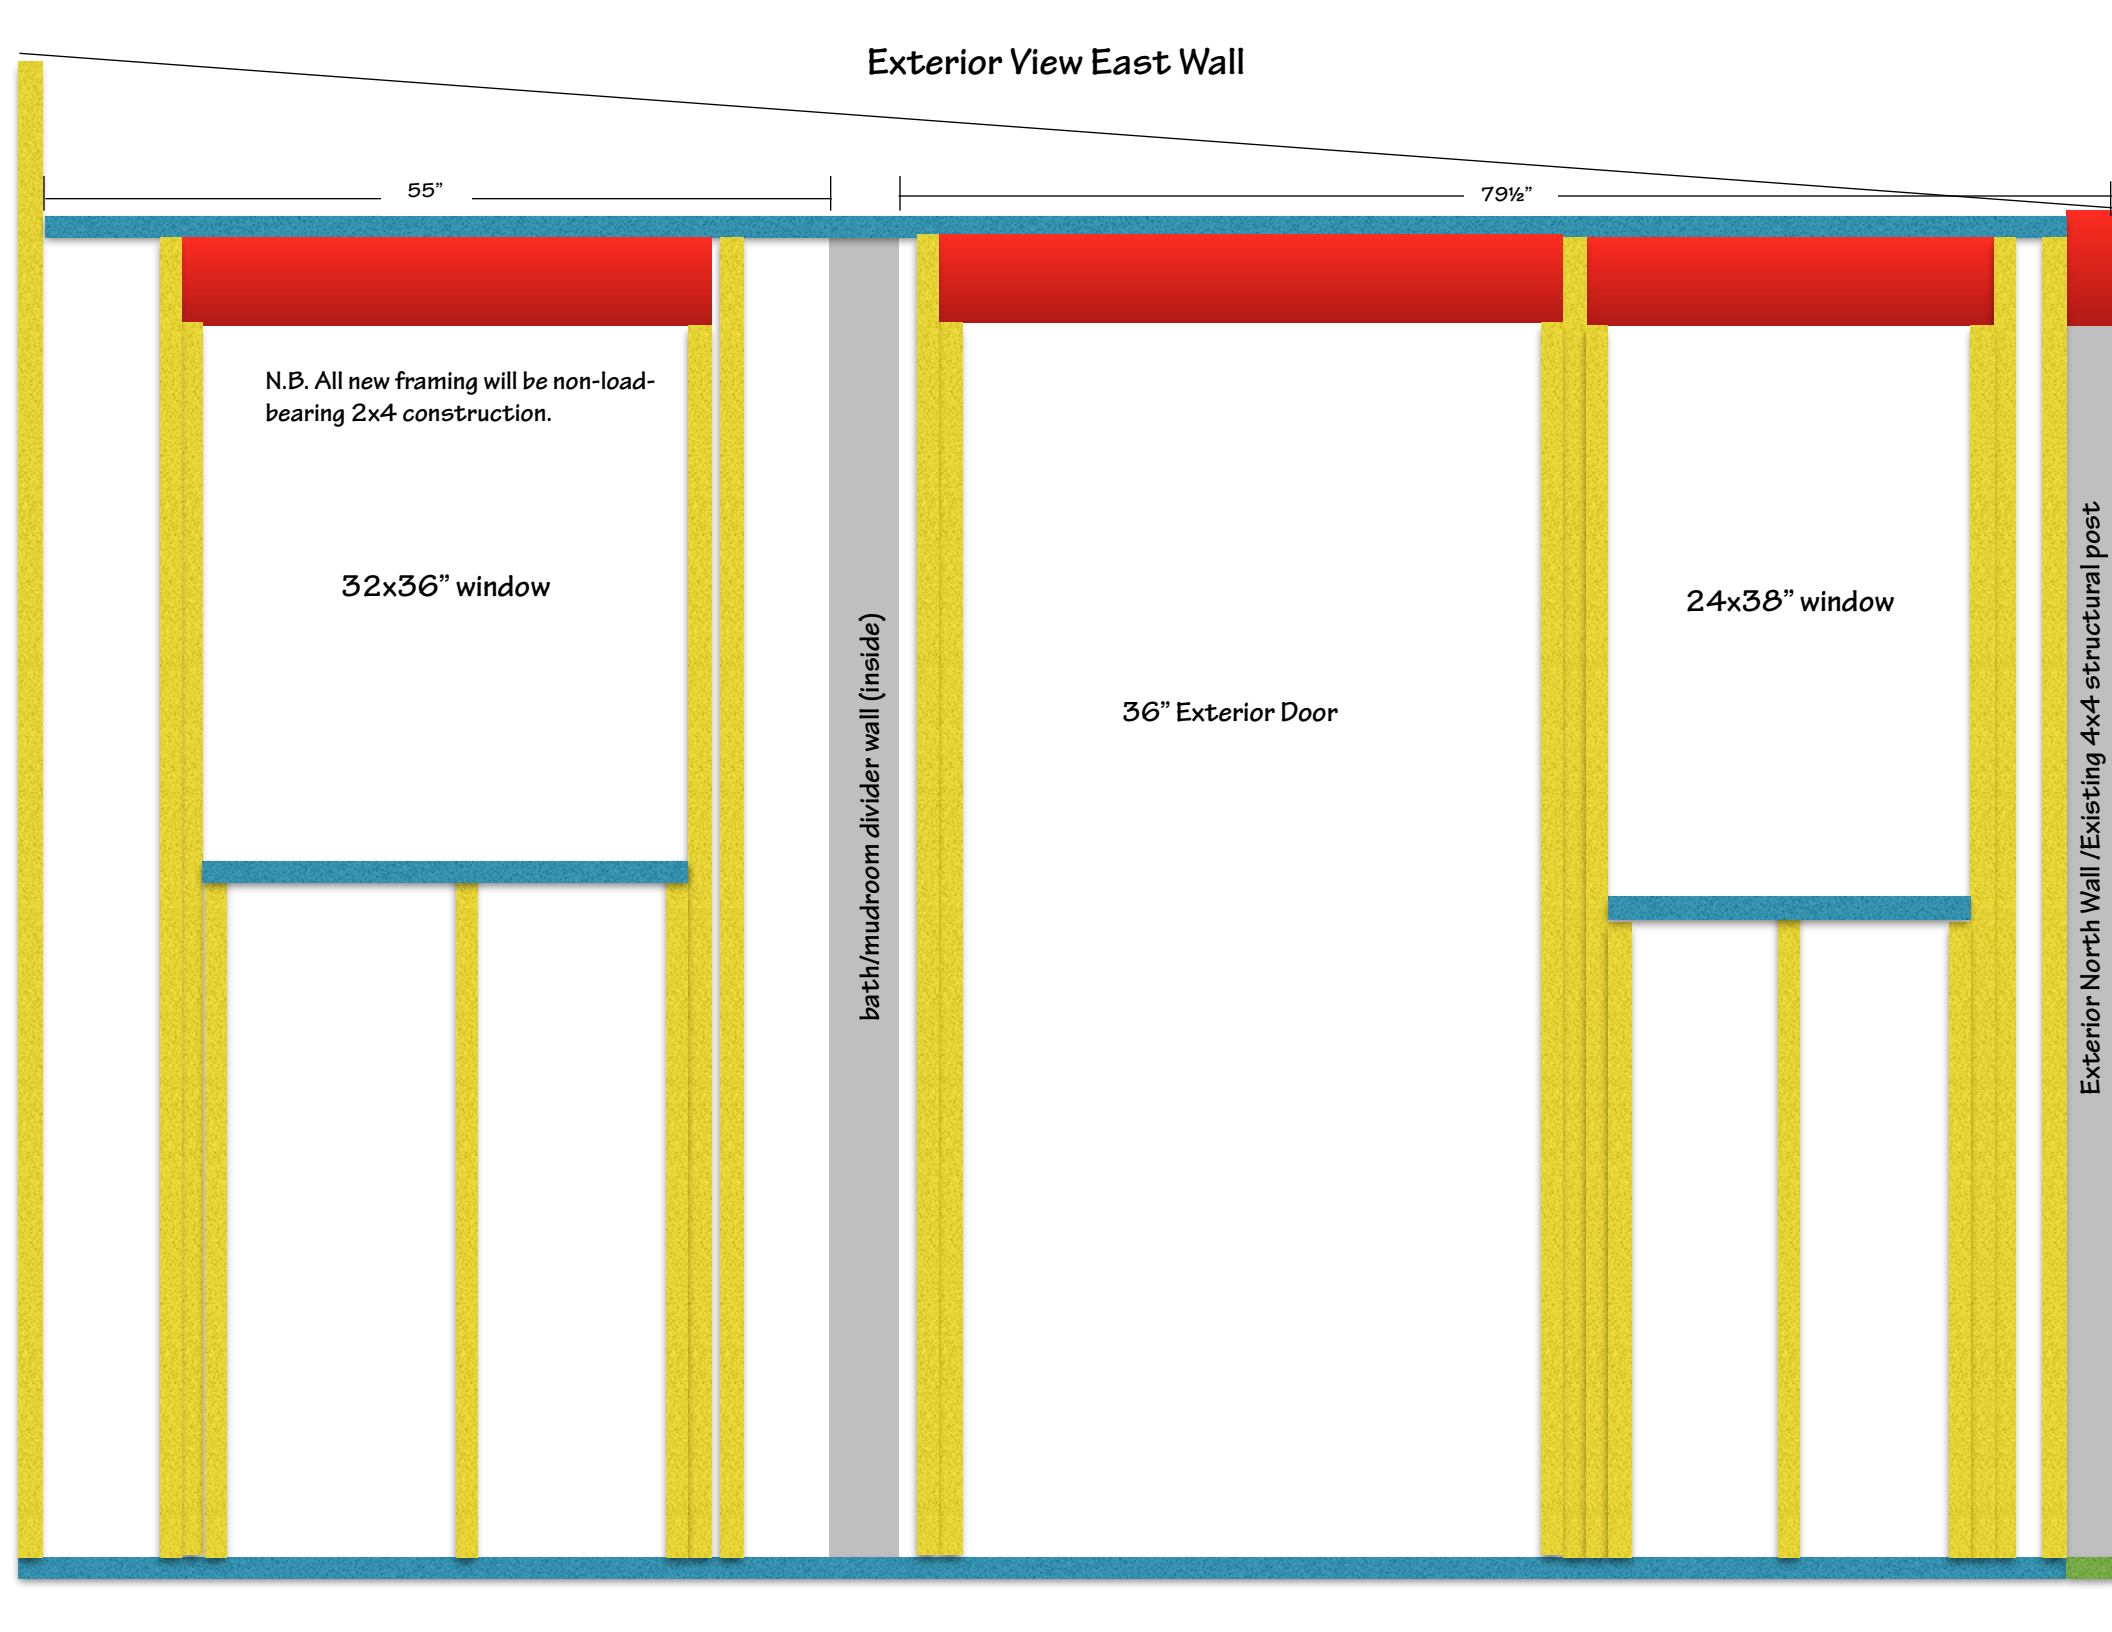 Exterior View East Wall
55”
79½”
N.B. All new framing will be non-load-
bearing 2x4 construction.
32x36” window
24x38” window
36” Exterior Door
bath/mudroom divider wall (inside)
Exterior North Wall /Existing 4x4 structural post